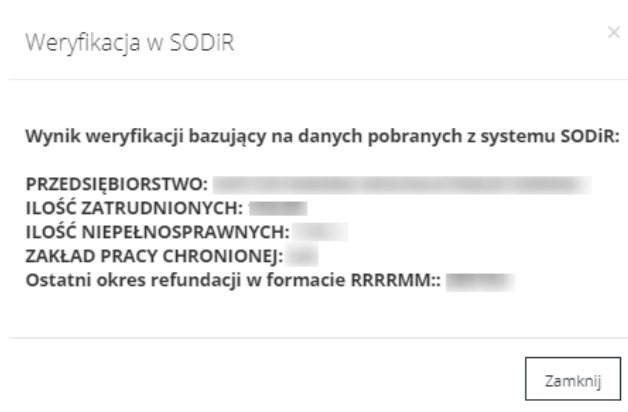 Weryfikacja w SODiR
×
Wynik weryfikacji bazujący na danych pobranych z systemu SODiR:
PRZEDSIĘBIORSTWO:
ILOŚĆ ZATRUDNIONYCH:
ILOŚĆ NIEPEŁNOSPRAWNYCH:
ZAKŁAD PRACY CHRONIONEJ:
Ostatni okres refundacji w formacie RRRRMM::
Zamknij